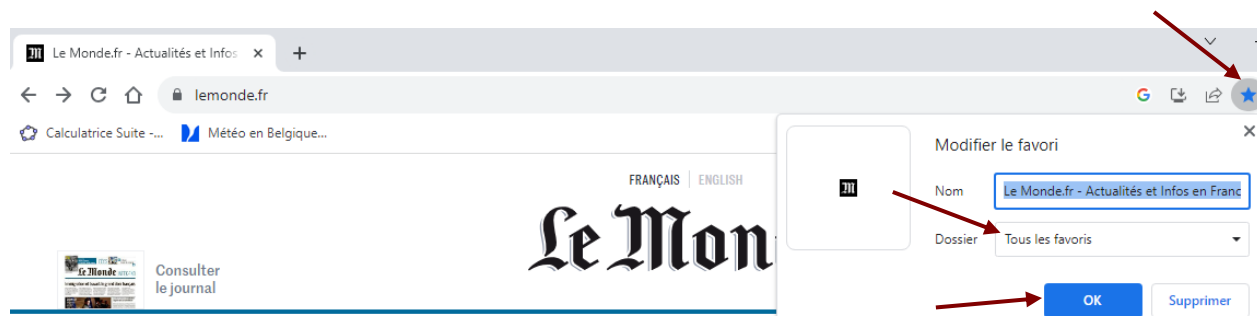 Le Monde.fr - Actualités et Infos
lemonde.fr
Calculatrice Suite -... Météo en Belgique...
Modifier le favori
FRANÇAIS ENGLISH
Nom Le Monde.fr - Actualités et Infos en Franc
Le Mon
Dossier Tous les favoris
Consulter
le journal
Le Monde
OK Supprimer